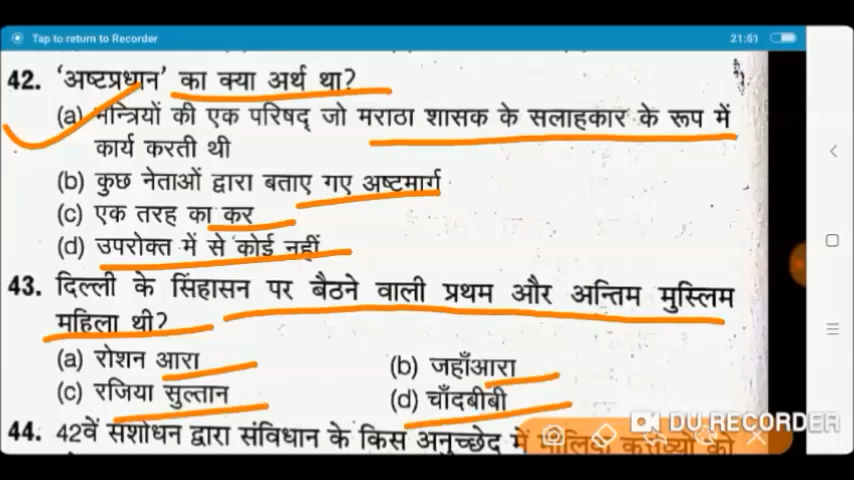 Tap to return to Recorder
21:51
42. 'अष्टप्रधान' का क्या अर्थ था?
(a) मन्त्रियों की एक परिषद् जो मराठा शासक के सलाहकार के रूप में
कार्य करती थी
(b) कुछ नेताओं द्वारा बताए गए अष्टमार्ग
(c) एक तरह का कर
(d) उपरोक्त में से कोई नहीं
43. दिल्ली के सिंहासन पर बैठने वाली प्रथम और अन्तिम मुस्लिम
महिला थी?
(a) रोशन आरा (b) जहाँआरा
(c) रजिया सुल्तान (d) चाँदबीबी
DU RECORDER
44. 42वें सशोधन द्वारा संविधान के किस अनुच्छेद में